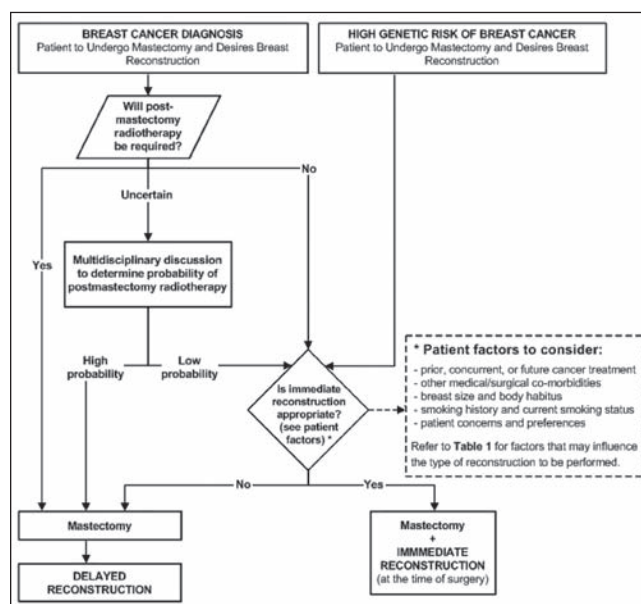 BREAST CANCER DIAGNOSIS
Patient to Undergo Mastectomy and Desires Breast
Reconstruction
HIGH GENETIC RISK OF BREAST CANCER
Patient to Undergo Mastectomy and Desires Breast
Reconstruction
Will post-
mastectomy
radiotherapy
be required?
No
Uncertain
Yes
Multidisciplinary discussion
to determine probability of
postmastectomy radiotherapy
High
probability
Low
probability
Is immediate
reconstruction
appropriate?
(see patient
factors) *
* Patient factors to consider:
- prior, concurrent, or future cancer treatment
- other medical/surgical co-morbidities
- breast size and body habitus
- smoking history and current smoking status
- patient concerns and preferences
Refer to Table 1 for factors that may influence
the type of reconstruction to be performed.
No
Yes
Mastectomy
DELAYED
RECONSTRUCTION
Mastectomy
+
IMMMEDIATE
RECONSTRUCTION
(at the time of surgery)